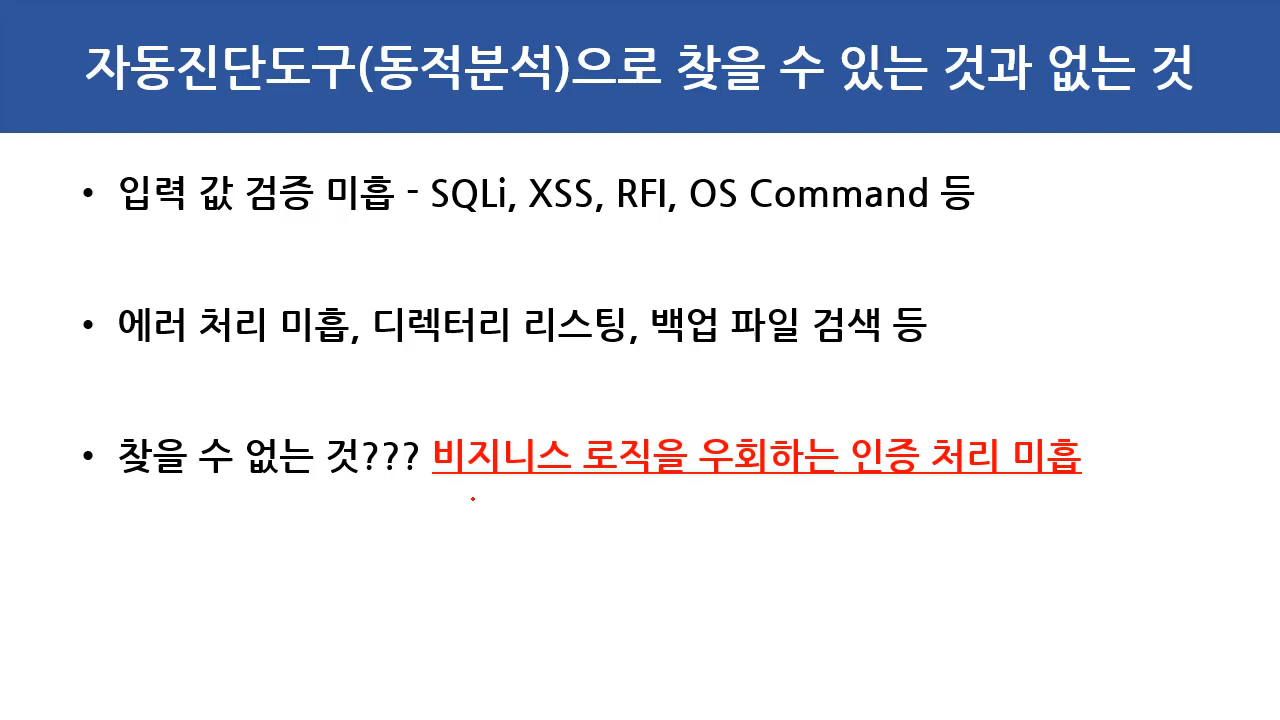 자동진단도구(동적분석)으로 찾을 수 있는 것과 없는 것
• 입력 값 검증 미흡 - SQLi, XSS, RFI, OS Command 등
• 에러 처리 미흡, 디렉터리 리스팅, 백업 파일 검색 등
• 찾을 수 없는 것??? 비지니스 로직을 우회하는 인증 처리 미흡